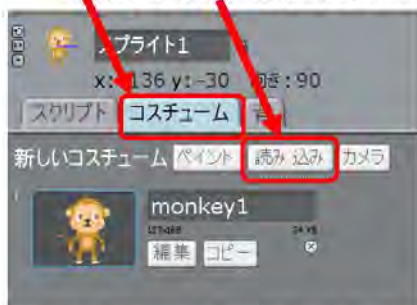 スプライト1
x: 136 y: -30 向き: 90
スクリプト コスチューム 音
新しいコスチューム ペイント 読み込み カメラ
1
monkey1
編集 コピー